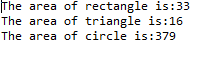 The area of rectangle is:33
The area of triangle is:16
The area of circle is:379